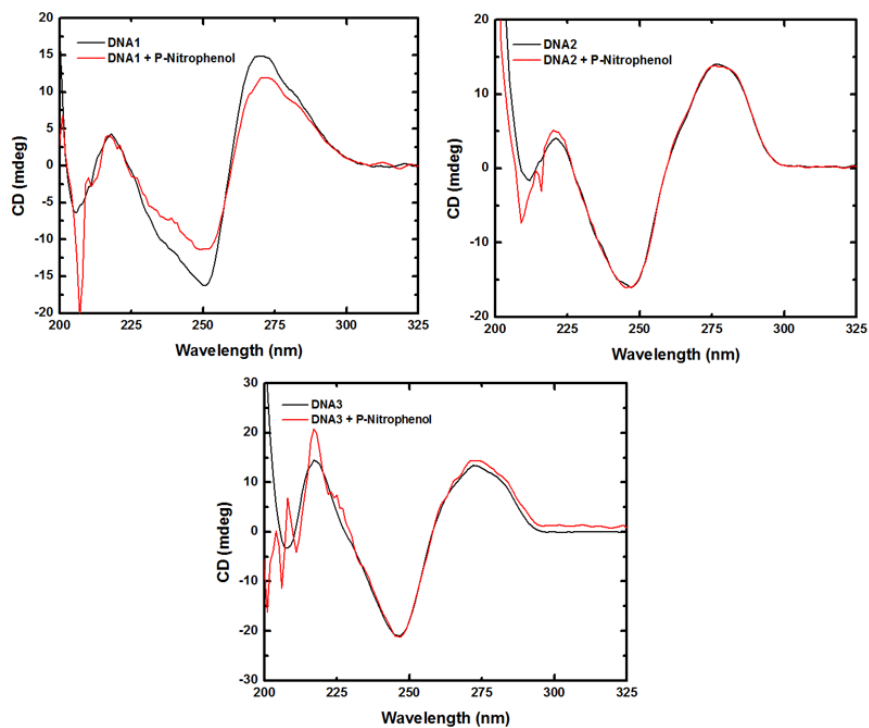 DNA1
DNA1 + P-Nitrophenol
CD (mdeg)
20
15
10
5
0
-5
-10
-15
-20
200 225 250 275 300 325
Wavelength (nm)
DNA2
DNA2 + P-Nitrophenol
CD (mdeg)
20
10
0
-10
-20
200 225 250 275 300 325
Wavelength (nm)
DNA3
DNA3 + P-Nitrophenol
CD (mdeg)
30
20
10
0
-10
-20
-30
200 225 250 275 300 325
Wavelength (nm)